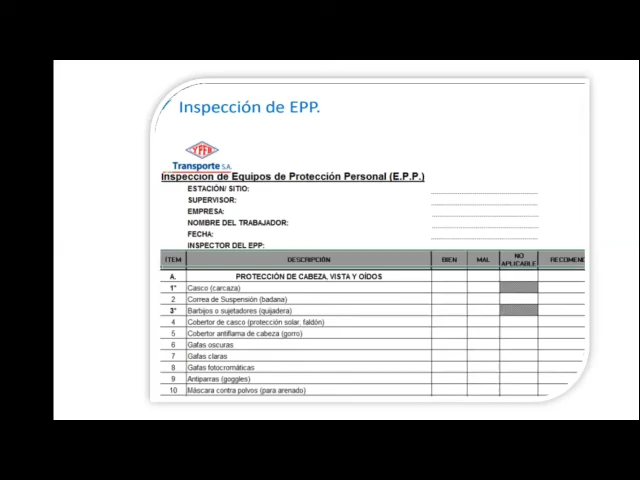 Inspección de EPP.
YPFB
Transporte S.A.
Inspección de Equipos de Protección Personal (E.P.P.)
ESTACIÓN/ SITIO:
SUPERVISOR:
EMPRESA:
NOMBRE DEL TRABAJADOR:
FECHA:
INSPECTOR DEL EPP:
ITEM DESCRIPCIÓN BIEN MAL NO APLICABLE RECOMEND
A. PROTECCIÓN DE CABEZA, VISTA Y OÍDOS
1* Casco (carcaza)
2 Correa de Suspensión (badana)
3* Barbijos o sujetadores (quijadera)
4 Cobertor de casco (protección solar, faldón)
5 Cobertor antiflama de cabeza (gorro)
6 Gafas oscuras
7 Gafas claras
8 Gafas fotocromáticas
9 Antiparras (goggles)
10 Máscara contra polvos (para arenado)